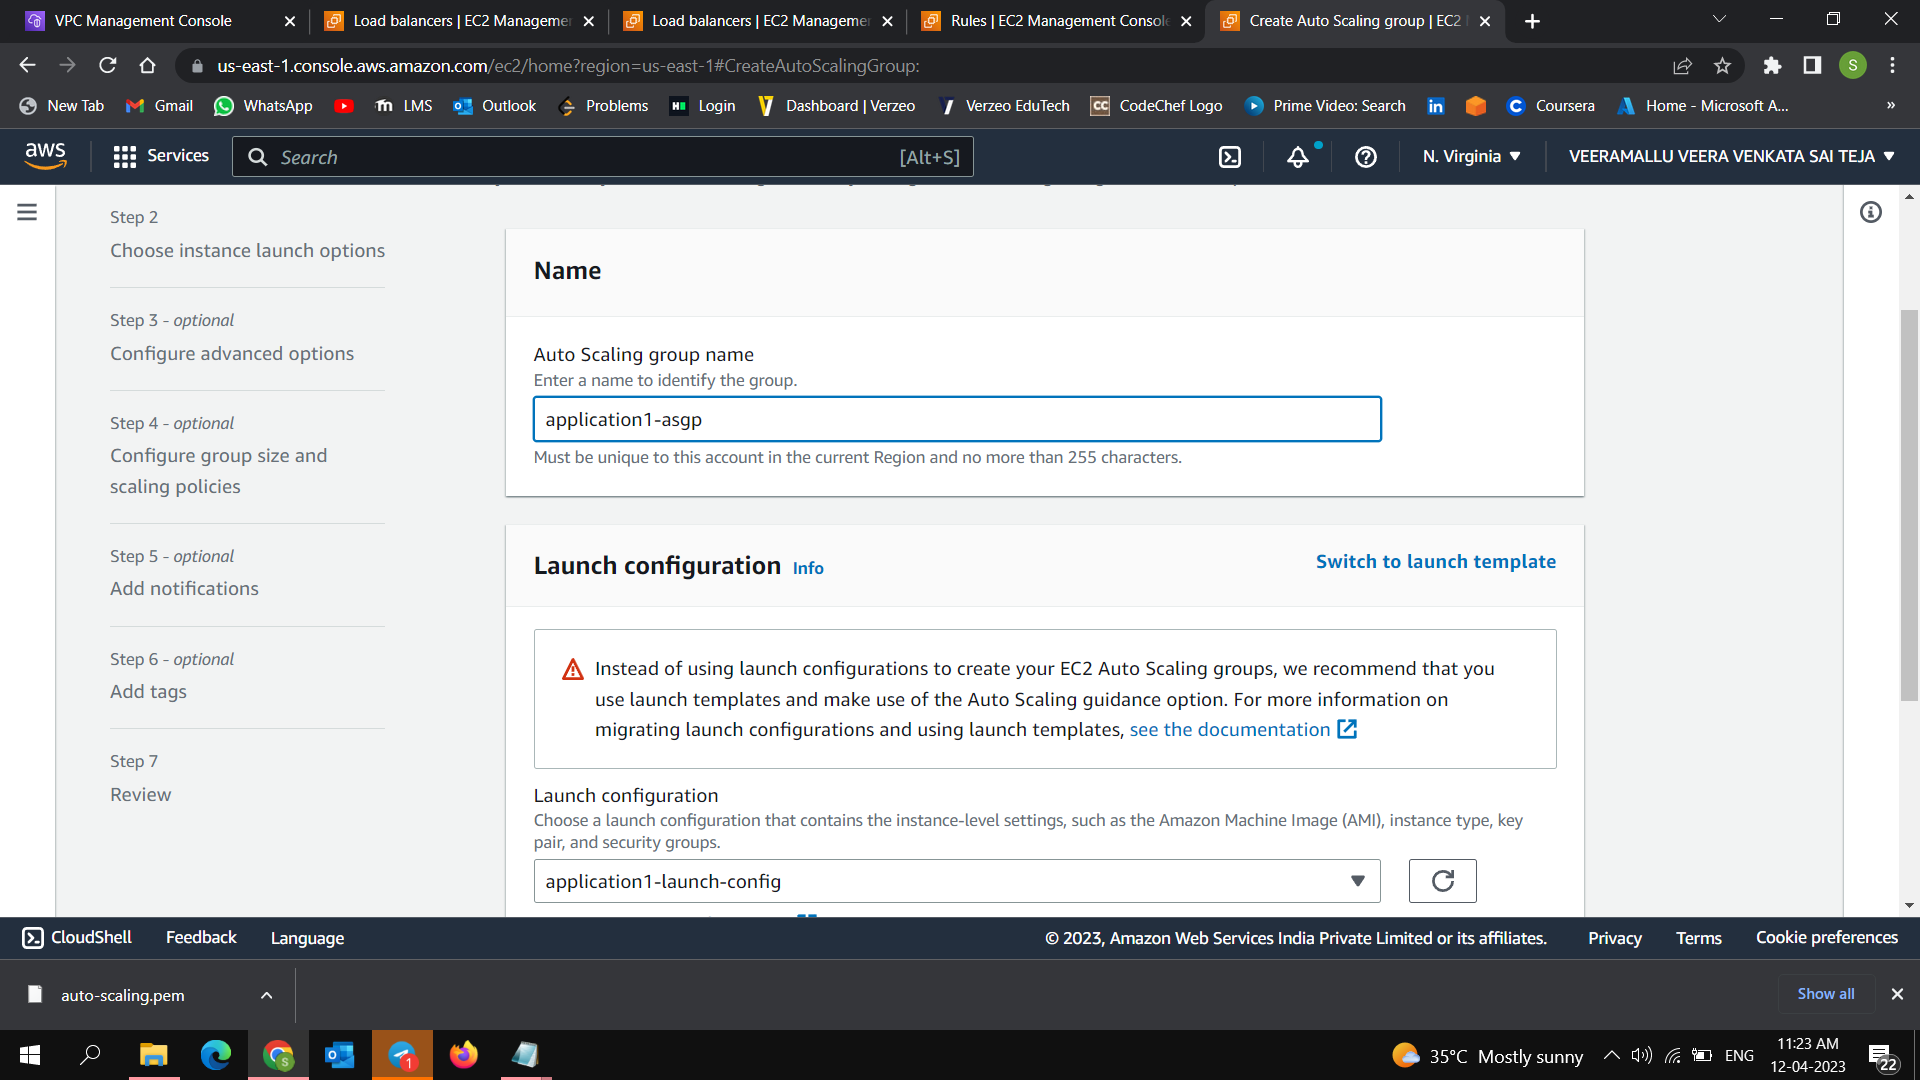 VPC Management Console
Load balancers | EC2 Managemen
Load balancers | EC2 Managemen
Rules | EC2 Management Console
Create Auto Scaling group | EC2
us-east-1.console.aws.amazon.com/ec2/home?region=us-east-1#CreateAutoScalingGroup:
S
New Tab
Gmail
WhatsApp
LMS
Outlook
Problems
Login
Dashboard | Verzeo
Verzeo EduTech
CodeChef Logo
Prime Video: Search
Coursera
Home - Microsoft A...
»
aws
Services
Search
[Alt+S]
N. Virginia
VEERAMALLU VEERA VENKATA SAI TEJA
Step 2
Choose instance launch options
Step 3 - optional
Configure advanced options
Step 4 - optional
Configure group size and
scaling policies
Step 5 - optional
Add notifications
Step 6 - optional
Add tags
Step 7
Review
Name
Auto Scaling group name
Enter a name to identify the group.
application1-asgp
Must be unique to this account in the current Region and no more than 255 characters.
Launch configuration Info
Switch to launch template
Instead of using launch configurations to create your EC2 Auto Scaling groups, we recommend that you
use launch templates and make use of the Auto Scaling guidance option. For more information on
migrating launch configurations and using launch templates, see the documentation
Launch configuration
Choose a launch configuration that contains the instance-level settings, such as the Amazon Machine Image (AMI), instance type, key
pair, and security groups.
application1-launch-config
CloudShell
Feedback
Language
© 2023, Amazon Web Services India Private Limited or its affiliates.
Privacy
Terms
Cookie preferences
auto-scaling.pem
Show all
35°C Mostly sunny
ENG
11:23 AM
12-04-2023
22